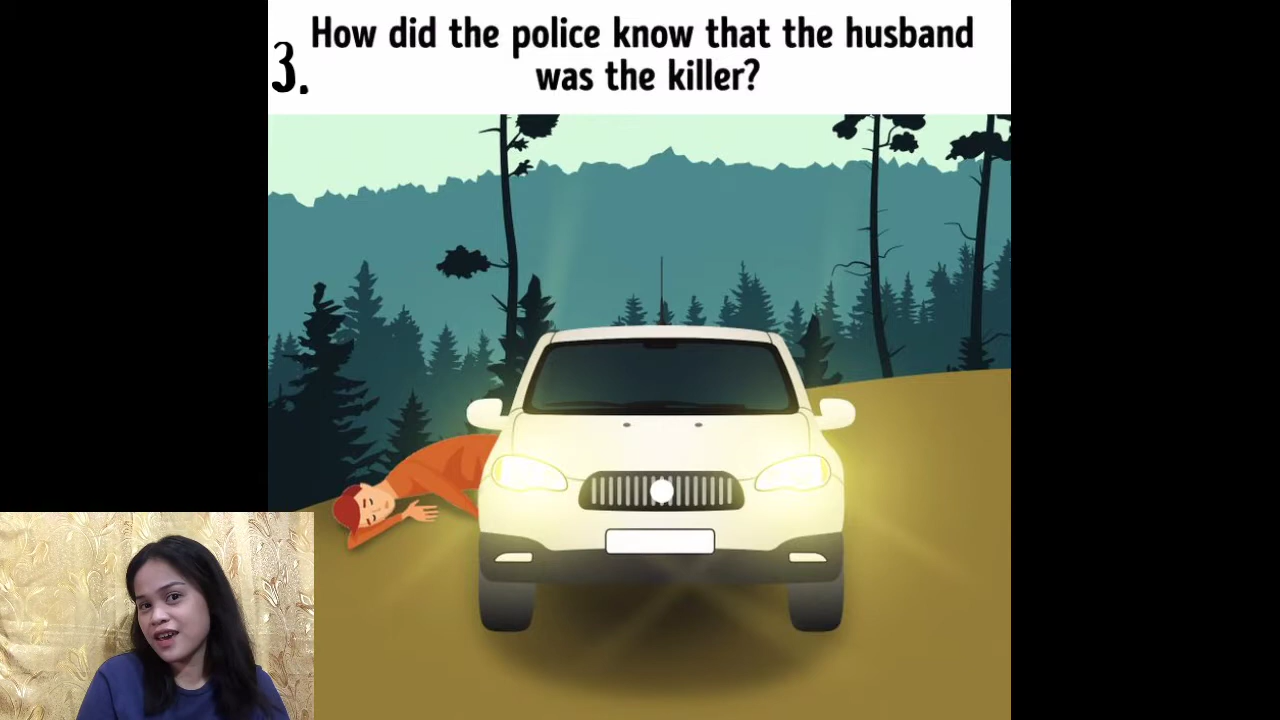 How did the police know that the husband
3.
was the killer?